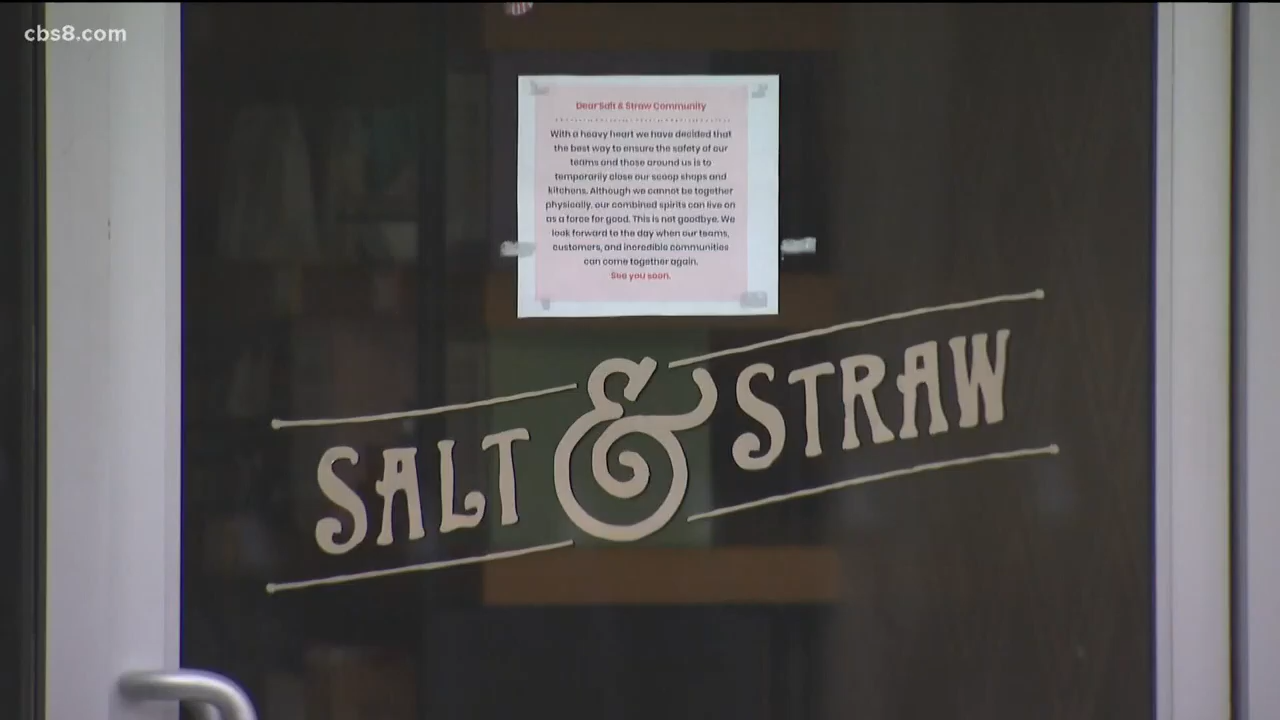 cbs8.com
Dear Salt & Straw Community
With a heavy heart we have decided that
the best way to ensure the safety of our
teams and those around us is to
temporarily close our scoop shops and
kitchens. Although we cannot be together
physically, our combined spirits can live on
as a force for good. This is not goodbye. We
look forward to the day when our teams,
customers, and incredible communities
can come together again.
See you soon.
SALT & STRAW